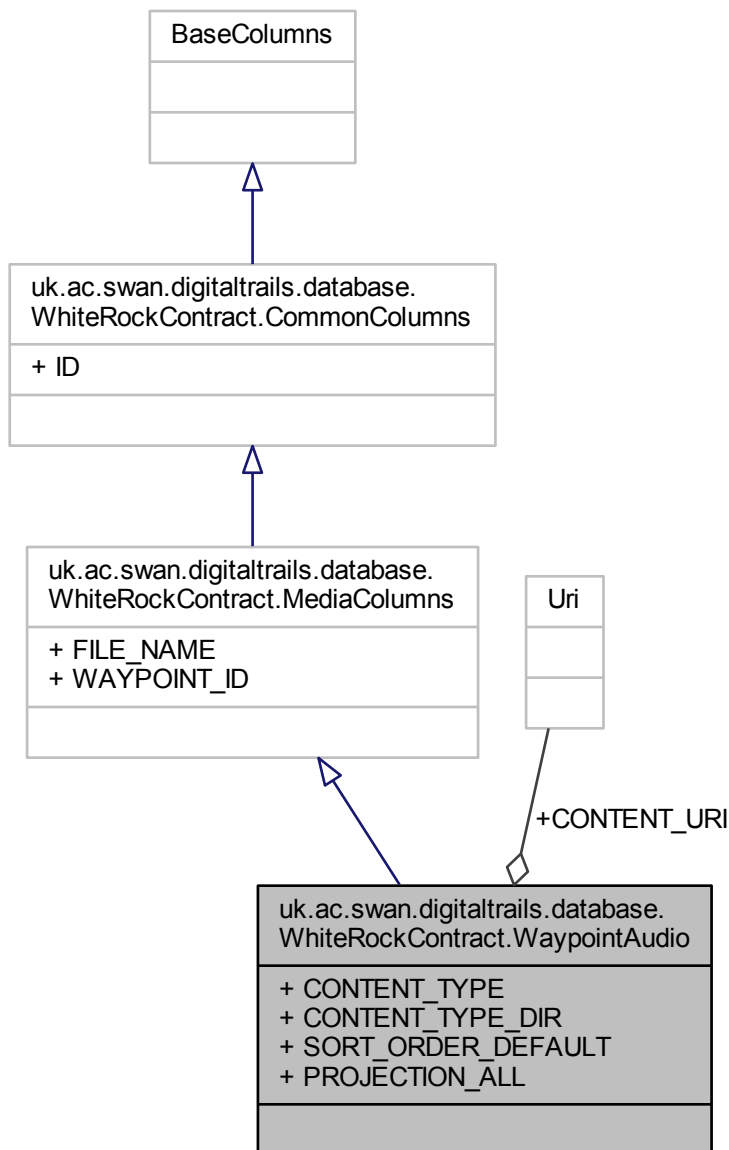 BaseColumns
uk.ac.swan.digitaltrails.database.
WhiteRockContract.CommonColumns
+ ID
uk.ac.swan.digitaltrails.database.
WhiteRockContract.MediaColumns
+ FILE_NAME
+ WAYPOINT_ID
Uri
+CONTENT_URI
uk.ac.swan.digitaltrails.database.
WhiteRockContract.WaypointAudio
+ CONTENT_TYPE
+ CONTENT_TYPE_DIR
+ SORT_ORDER_DEFAULT
+ PROJECTION_ALL